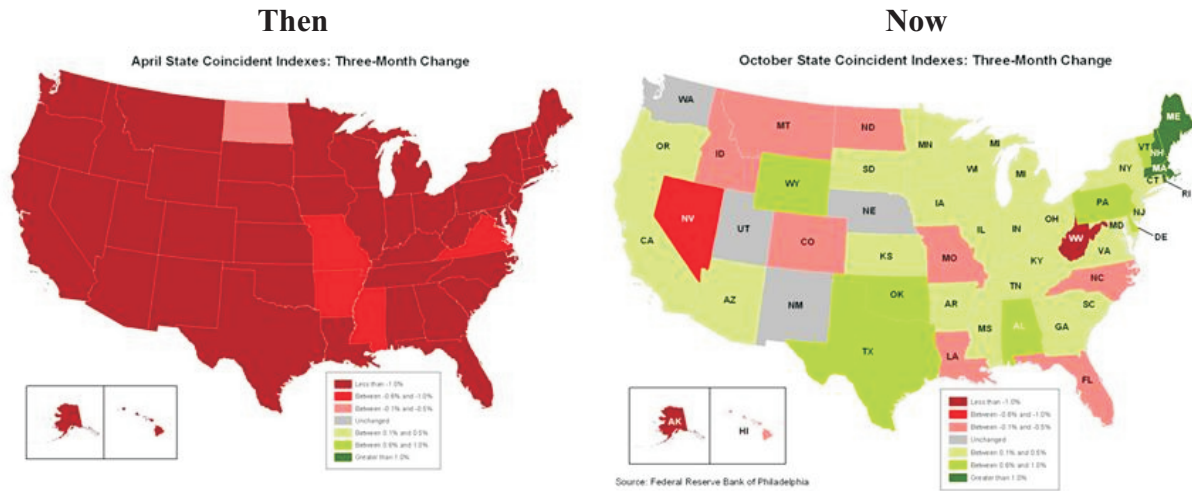 Then
April State Coincident Indexes: Three-Month Change
Less than -1.0%
Between -0.6% and -1.0%
Between -0.1% and -0.5%
Unchanged
Between 0.1% and 0.5%
Between 0.6% and 1.0%
Greater than 1.0%
Now
October State Coincident Indexes: Three-Month Change
WA
MT
ND
OR
ID
MN
MI
ME
VT
NH
MA
NY
CT
RI
SD
WI
MI
WY
IA
PA
NJ
NE
OH
MD
DE
NV
UT
IL
IN
WV
CA
CO
KS
MO
KY
VA
NC
TN
AZ
NM
OK
AR
SC
MS
AL
GA
TX
LA
FL
AK
HI
Less than -1.0%
Between -0.6% and -1.0%
Between -0.1% and -0.5%
Unchanged
Between 0.1% and 0.5%
Between 0.6% and 1.0%
Greater than 1.0%
Source: Federal Reserve Bank of Philadelphia